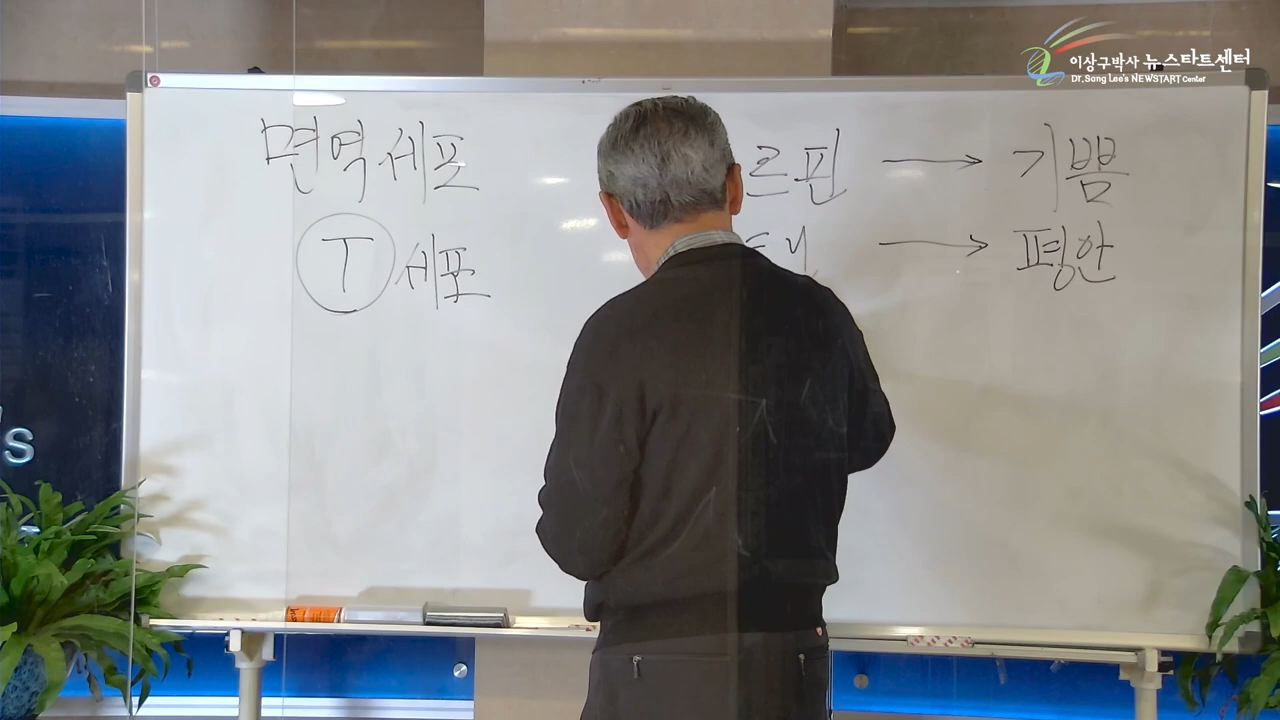 이상구박사 뉴스타트센터
Dr. Sang Lee's NEWSTART Center
면역세포 르핀 → 기쁨
T 세포 → 평안
's